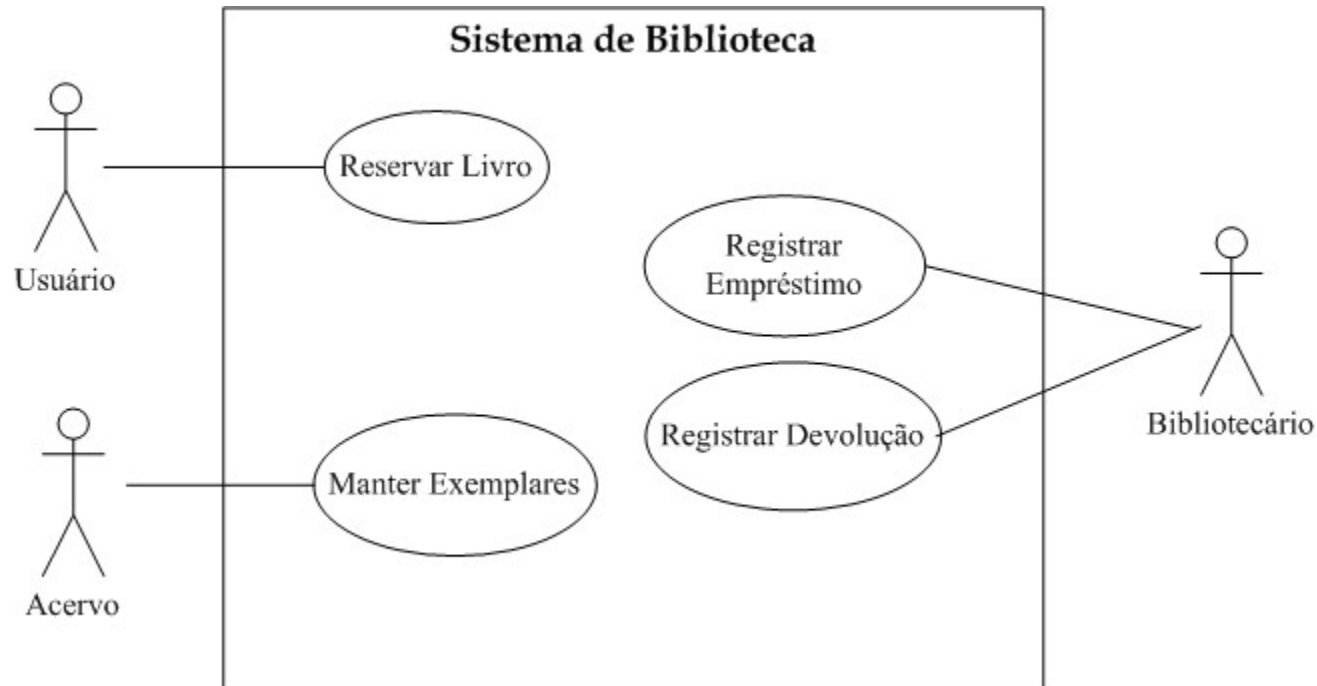 Sistema de Biblioteca
Reservar Livro
Usuário
Registrar
Empréstimo
Registrar Devolução
Bibliotecário
Manter Exemplares
Acervo